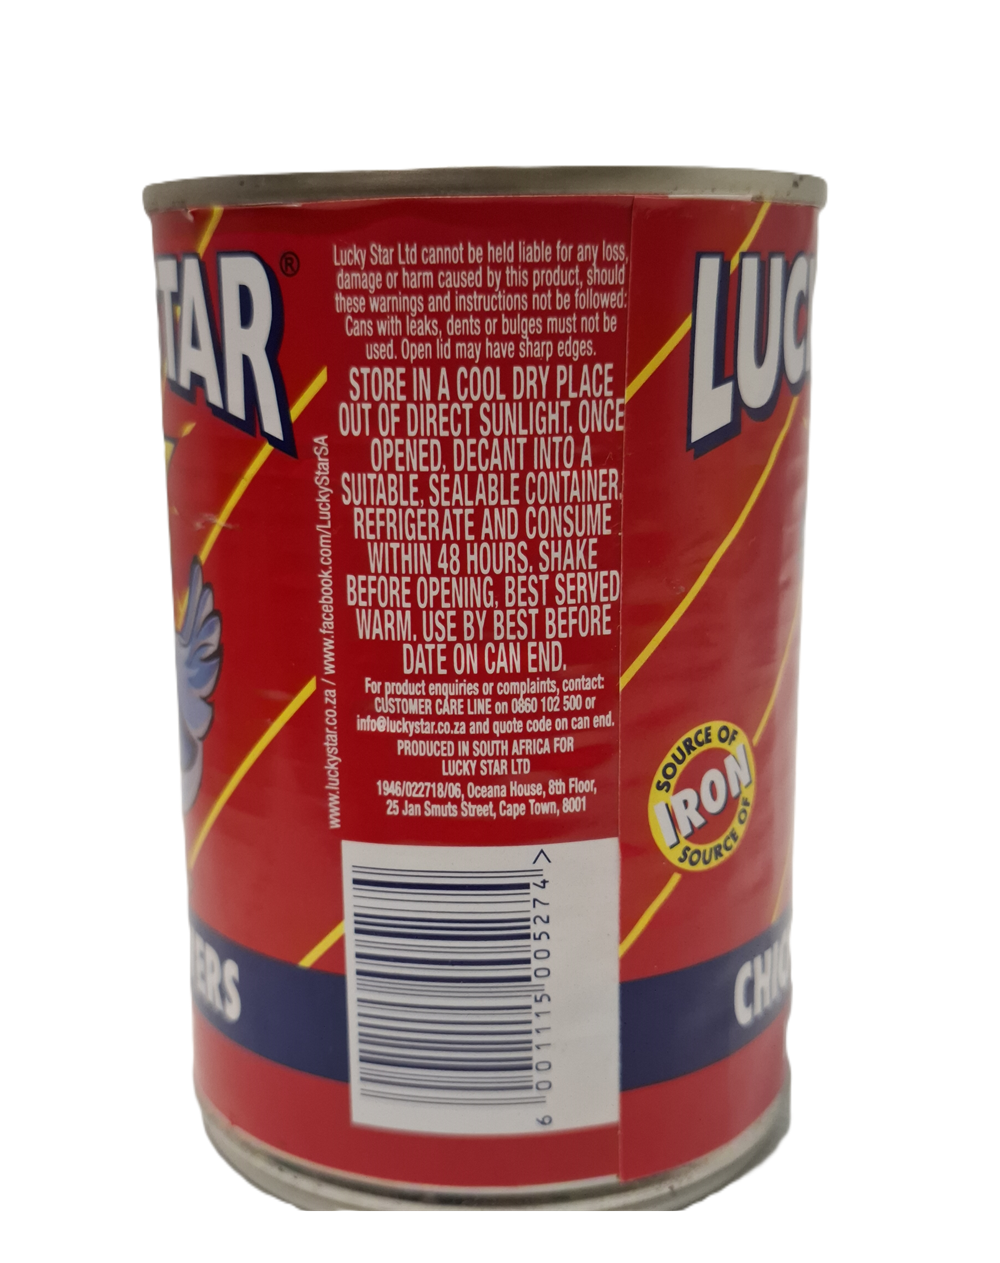 TAR®
Lucky Star Ltd cannot be held liable for any loss,
damage or harm caused by this product, should
these warnings and instructions not be followed:
Cans with leaks, dents or bulges must not be
used. Open lid may have sharp edges.
STORE IN A COOL DRY PLACE
OUT OF DIRECT SUNLIGHT. ONCE
OPENED, DECANT INTO A
SUITABLE, SEALABLE CONTAINER.
REFRIGERATE AND CONSUME
WITHIN 48 HOURS. SHAKE
BEFORE OPENING, BEST SERVED
WARM. USE BY BEST BEFORE
DATE ON CAN END.
For product enquiries or complaints, contact:
CUSTOMER CARE LINE on 0860 102 500 or
info@luckystar.co.za and quote code on can end.
PRODUCED IN SOUTH AFRICA FOR
LUCKY STAR LTD
1946/022718/06, Oceana House, 8th Floor,
25 Jan Smuts Street, Cape Town, 8001
www.luckystar.co.za / www.facebook.com/LuckyStarSA
6 001115 005274 >
ERS
LUC
SOURCE OF
IRON
SOURCE OF
CHIC